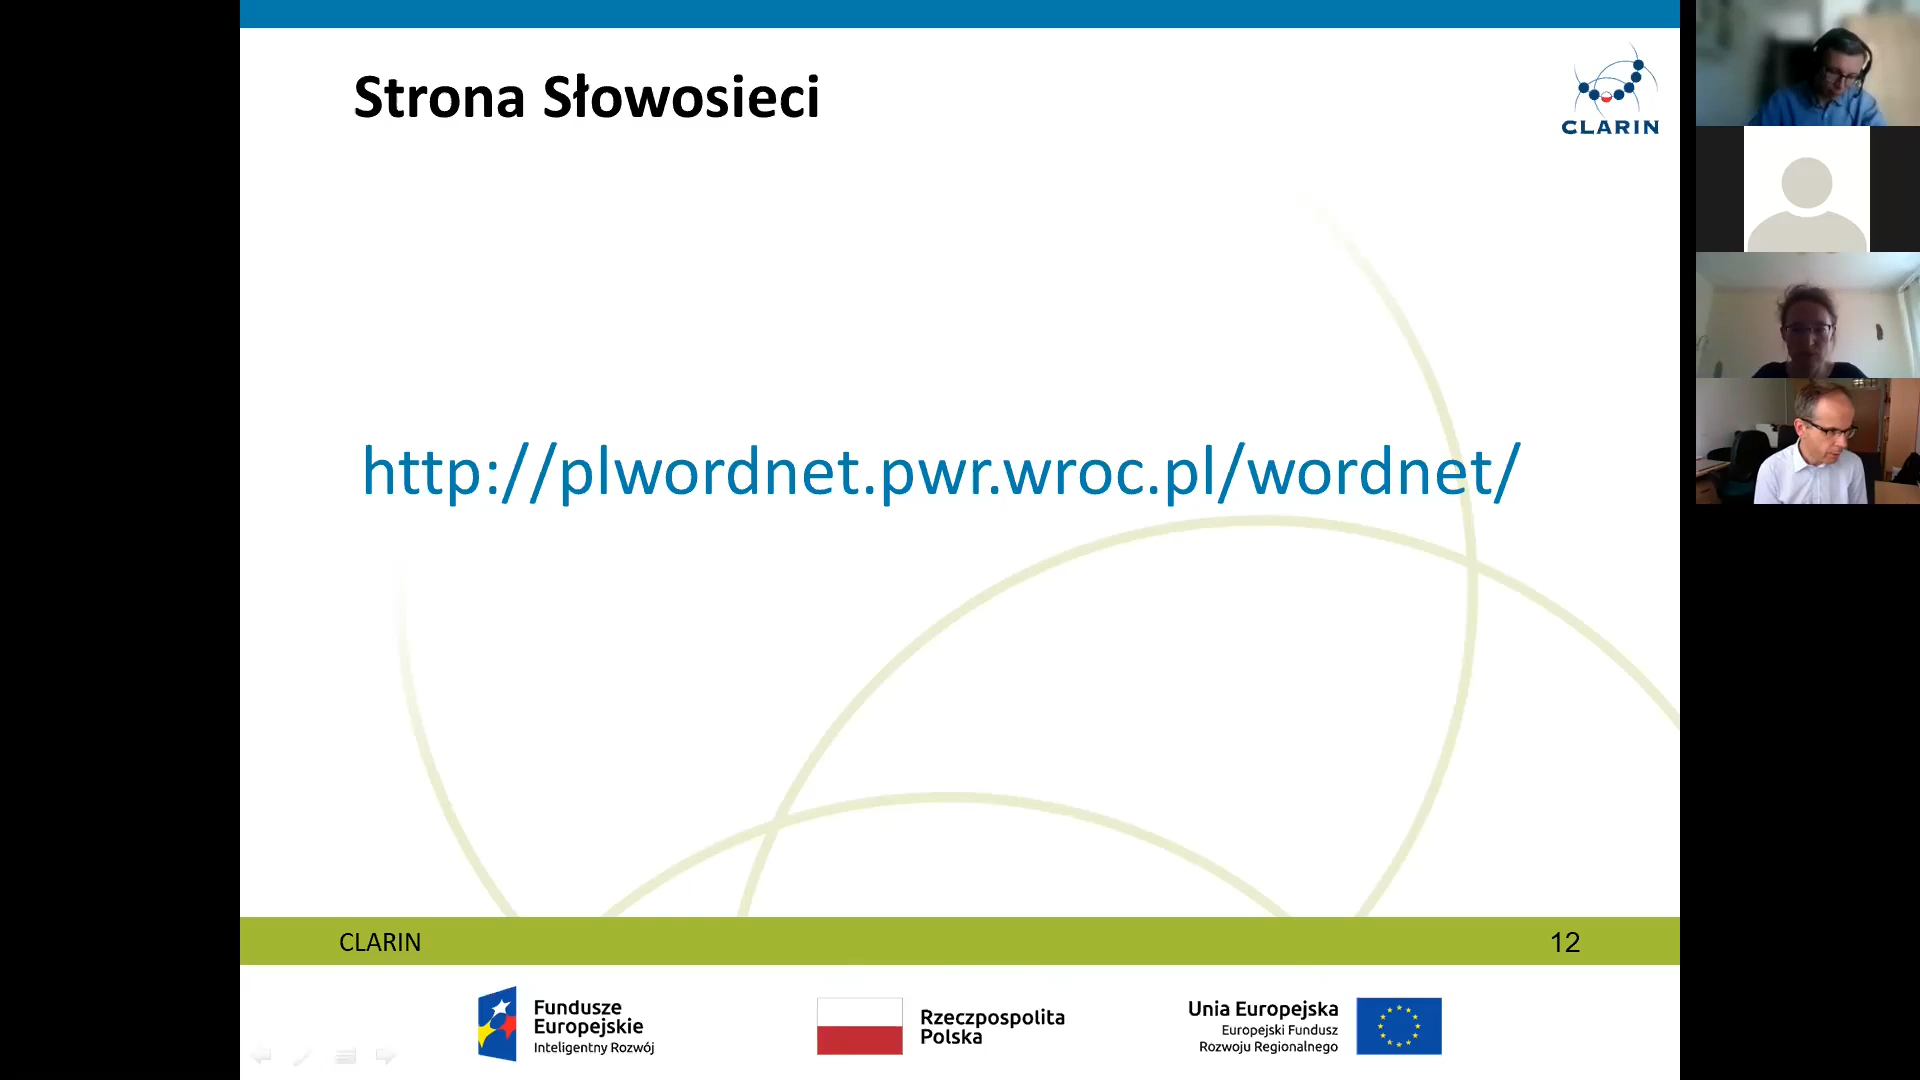 Strona Słowosieci
CLARIN
http://plwordnet.pwr.wroc.pl/wordnet/
CLARIN
12
Fundusze
Europejskie
Inteligentny Rozwój
Rzeczpospolita
Polska
Unia Europejska
Europejski Fundusz
Rozwoju Regionalnego